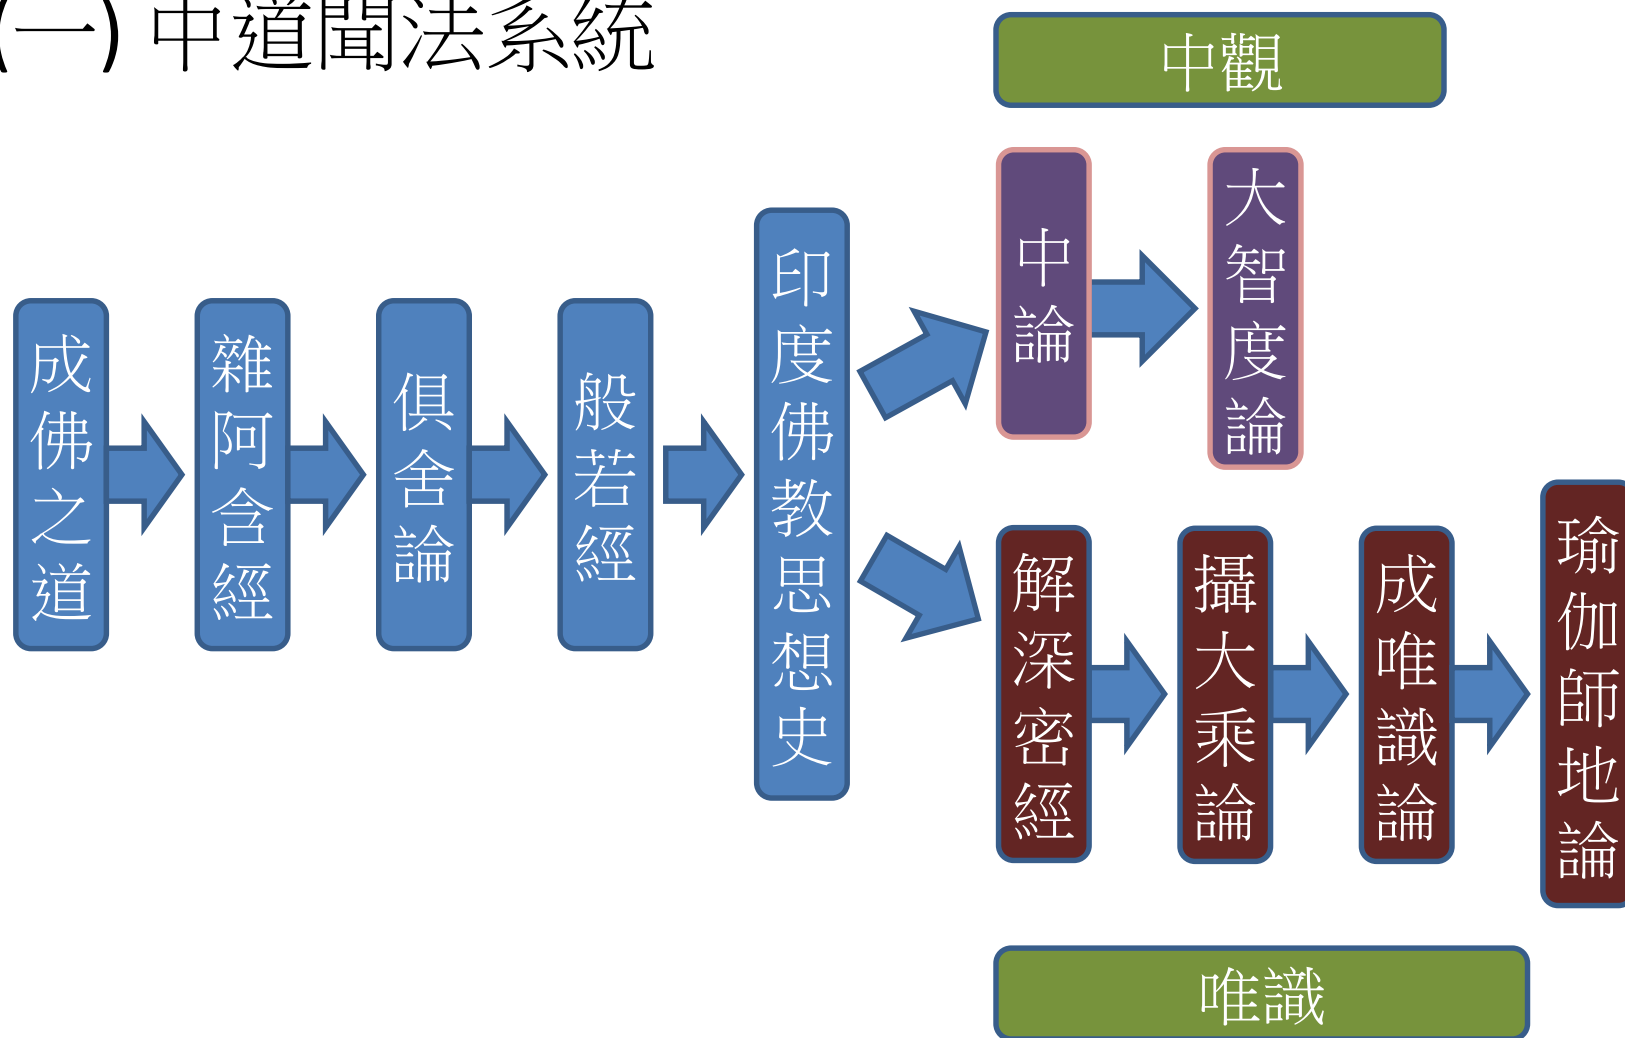 (一) 中道聞法系統
中觀
成佛之道
雜阿含經
俱舍論
般若經
印度佛教思想史
中論
大智度論
解深密經
攝大乘論
成唯識論
瑜伽師地論
唯識